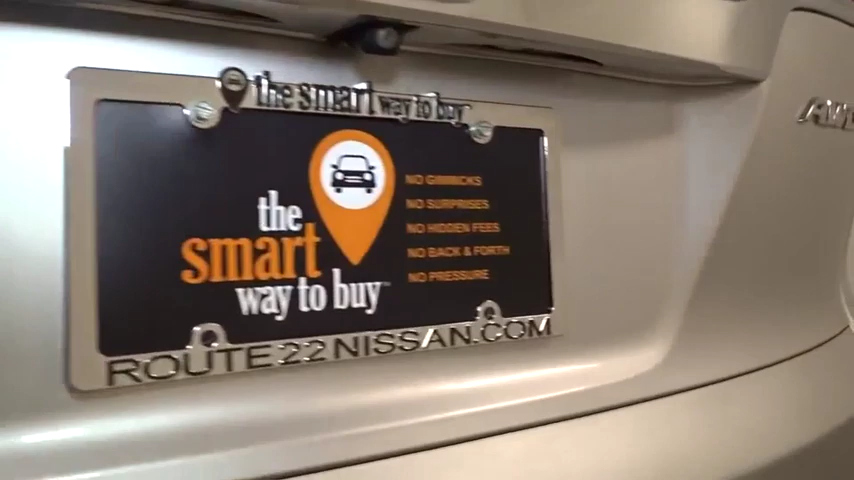 the smart way to buy
the
smart
way to buy
NO GIMMICKS
NO SURPRISES
NO HIDDEN FEES
NO BACK & FORTH
NO PRESSURE
ROUTE22NISSAN.COM